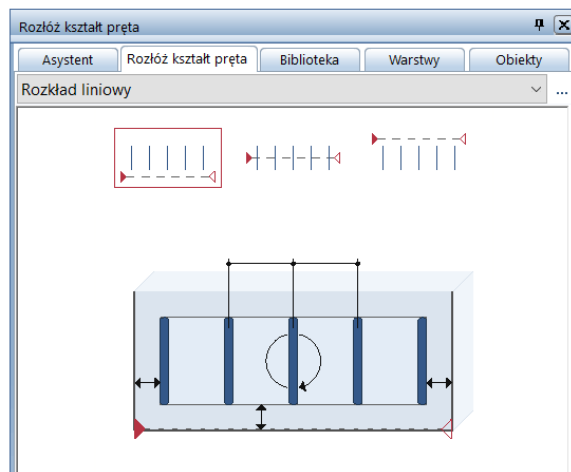 Rozłóż kształt pręta
Asystent Rozłóż kształt pręta Biblioteka Warstwy Obiekty
Rozkład liniowy ...